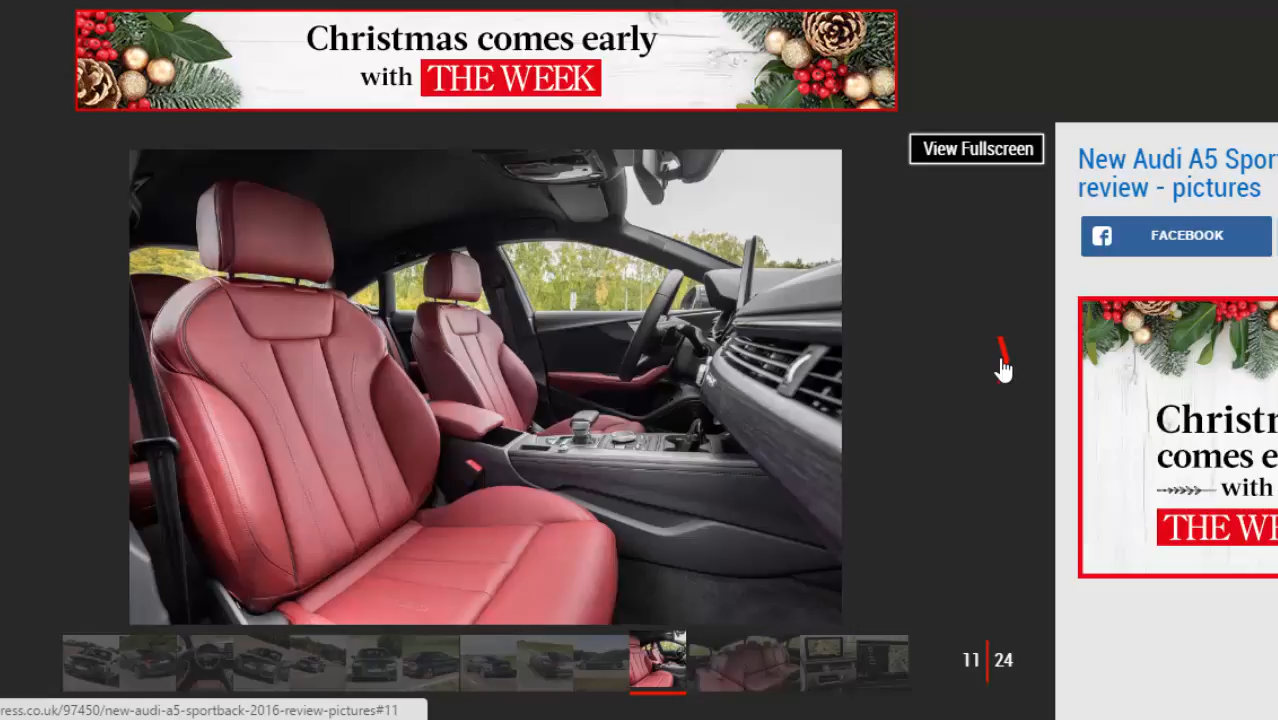 Christmas comes early
with THE WEEK
View Fullscreen
New Audi A5 Spor
review - pictures
FACEBOOK
Christ
comes e
with
THE WE
11 24
ress.co.uk/97450/new-audi-a5-sportback-2016-review-pictures#11